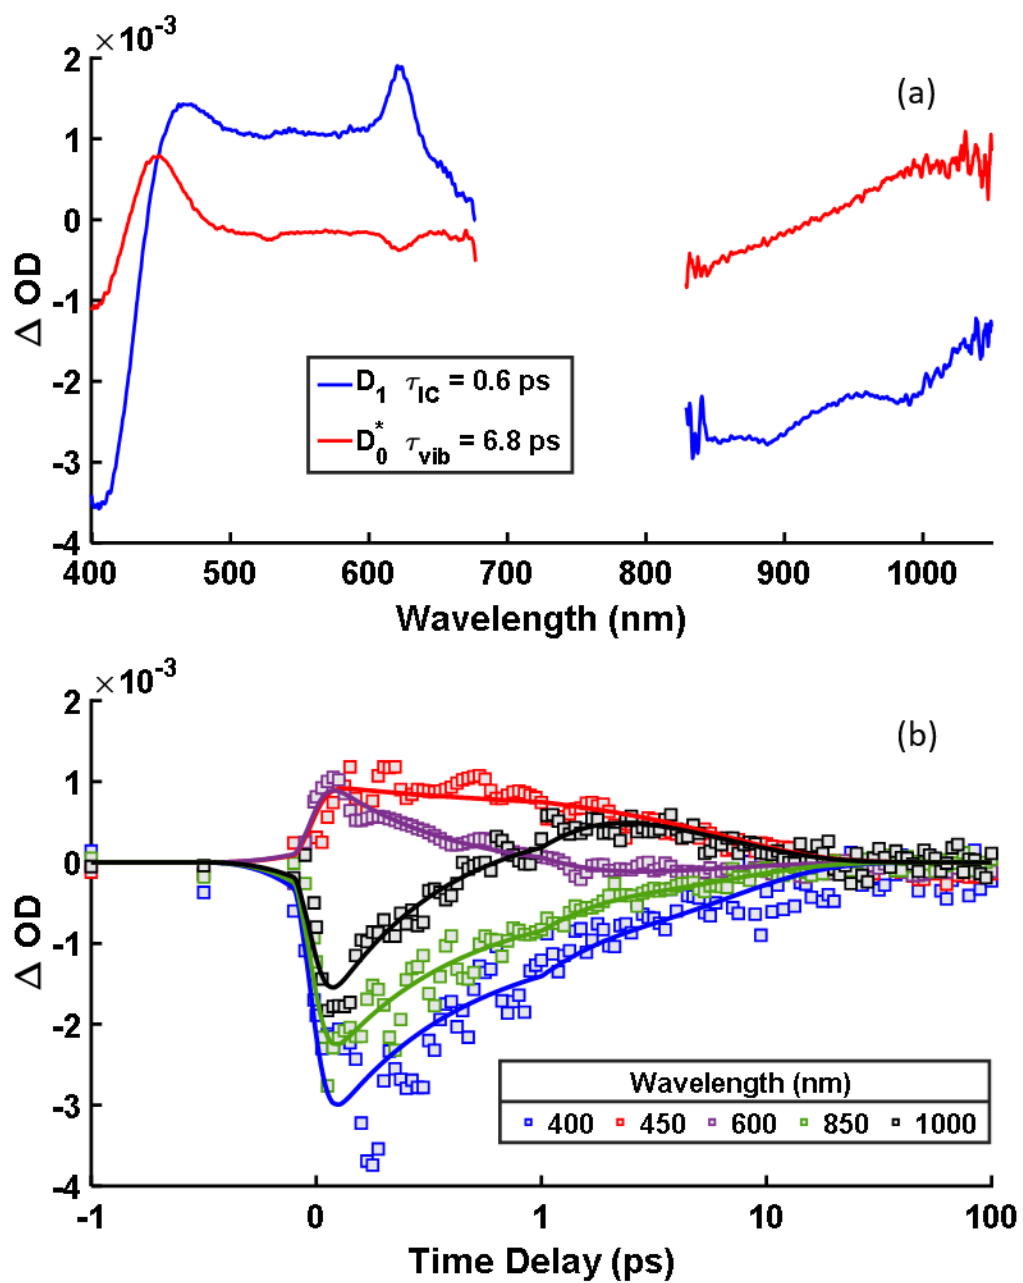 ×10⁻³
(a)
2
1
0
-1
-2
-3
-4
Δ OD
D₁ τ_IC = 0.6 ps
D₀* τ_vib = 6.8 ps
400 500 600 700 800 900 1000
Wavelength (nm)
×10⁻³
(b)
2
1
0
-1
-2
-3
-4
Δ OD
Wavelength (nm)
400 450 600 850 1000
-1 0 1 10 100
Time Delay (ps)